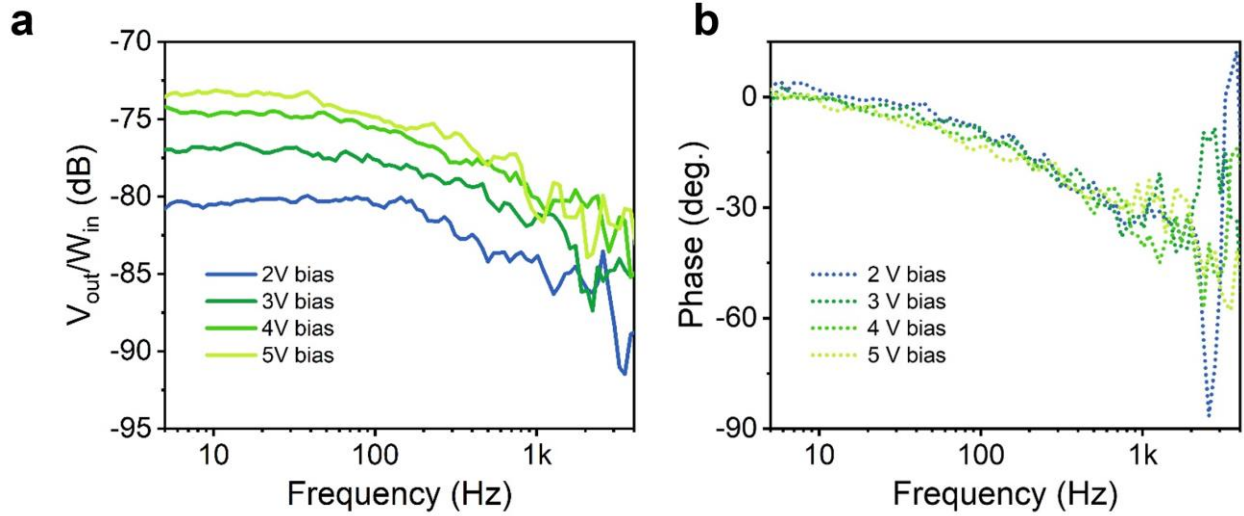 a
V_out/W_in (dB)
-70
-75
-80
-85
-90
-95
2V bias
3V bias
4V bias
5V bias
10
100
1k
Frequency (Hz)
b
Phase (deg.)
0
-30
-60
-90
2 V bias
3 V bias
4 V bias
5 V bias
10
100
1k
Frequency (Hz)